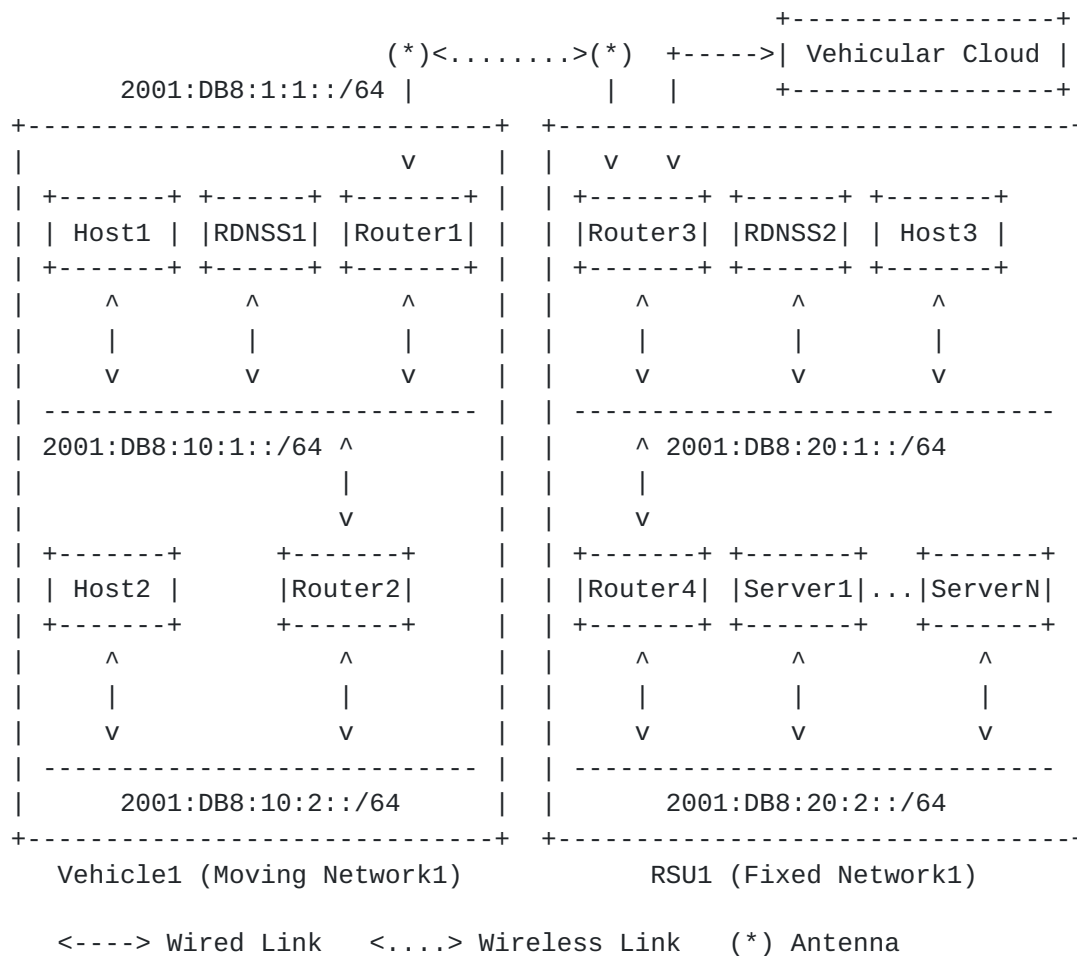 (*)<........>(*)  +----->| Vehicular Cloud |
2001:DB8:1:1::/64
Host1 RDNSS1 Router1 Router3 RDNSS2 Host3
2001:DB8:10:1::/64 2001:DB8:20:1::/64
Host2 Router2 Router4 Server1...ServerN
2001:DB8:10:2::/64 2001:DB8:20:2::/64
Vehicle1 (Moving Network1) RSU1 (Fixed Network1)
<----> Wired Link <....> Wireless Link (*) Antenna